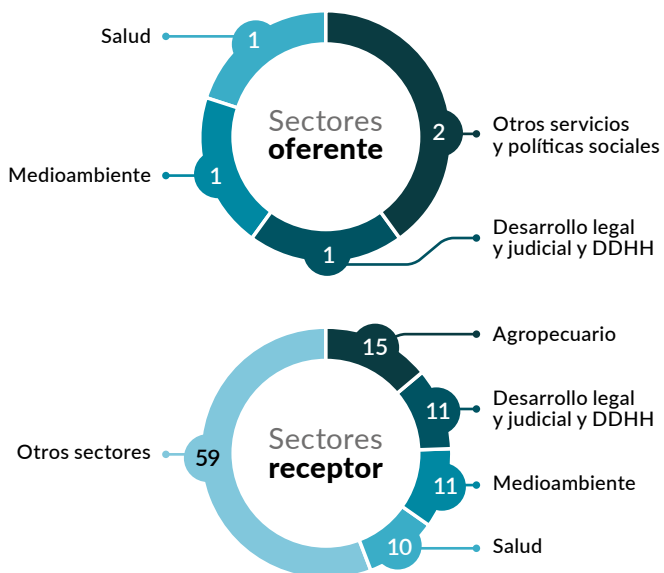 Salud
1
Sectores
oferente
2
Otros servicios
y políticas sociales
Medioambiente
1
1
Desarrollo legal
y judicial y DDHH
15
Agropecuario
11
Desarrollo legal
y judicial y DDHH
Otros sectores
59
Sectores
receptor
11
Medioambiente
10
Salud